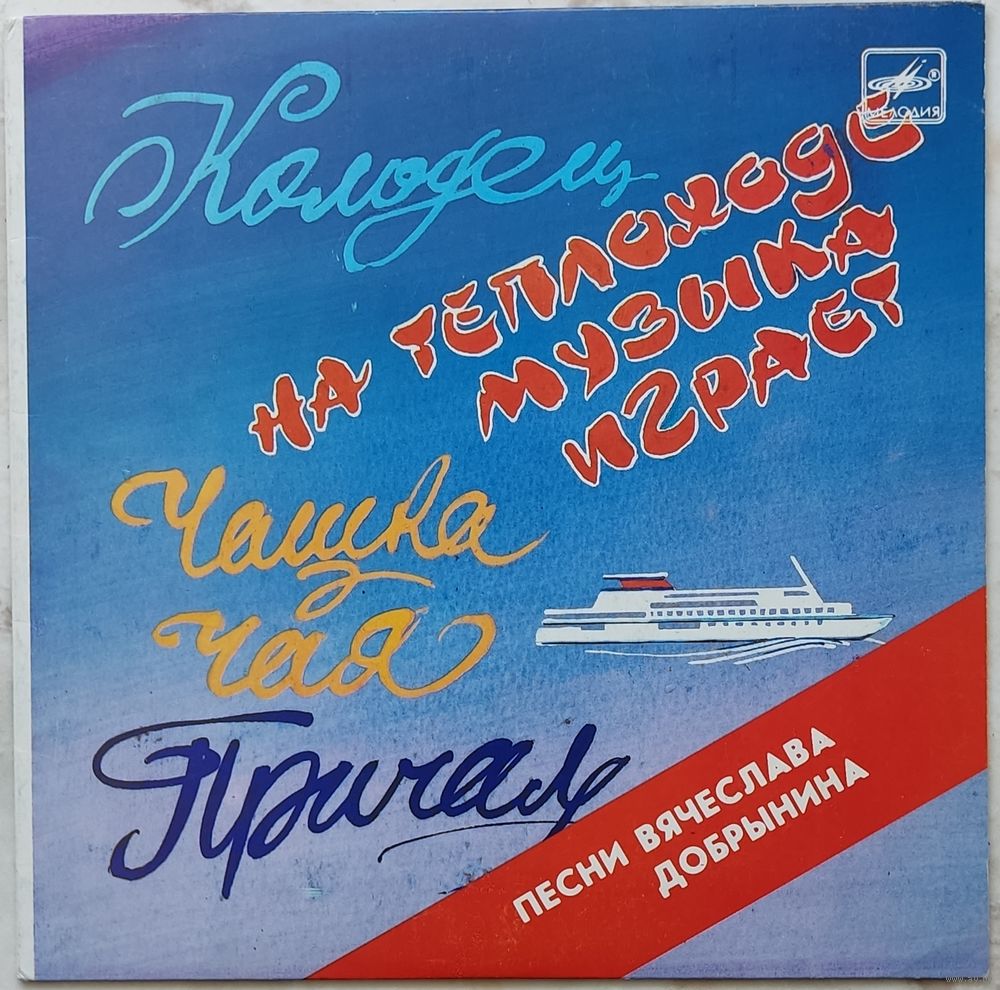 Колодец
МЕЛОДИЯ
НА ТЕПЛОХОДЕ
МУЗЫКА
ИГРАЕТ
Чашка
чая
Причал
ПЕСНИ ВЯЧЕСЛАВА
ДОБРЫНИНА